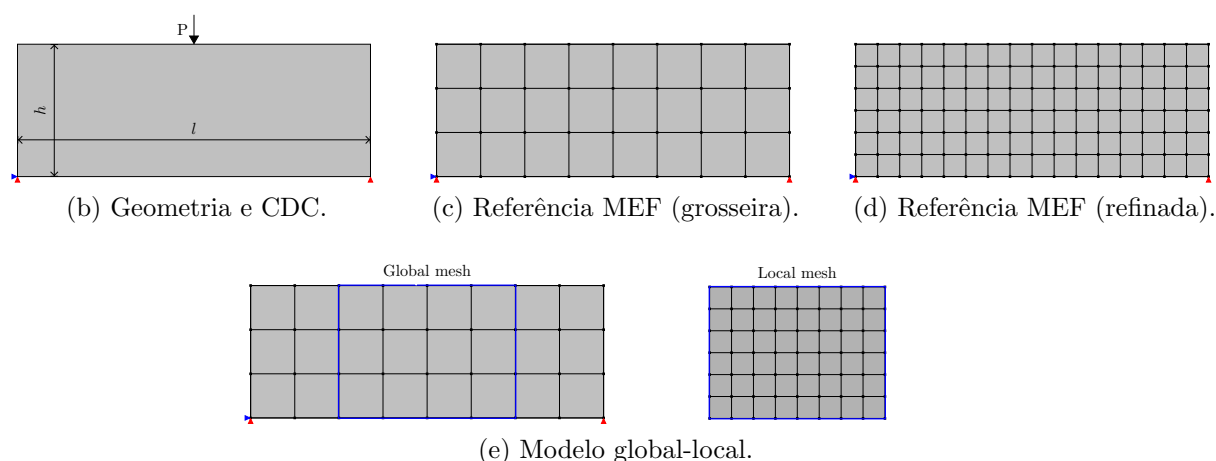 P
h
l
(b) Geometria e CDC.
(c) Referência MEF (grosseira).
(d) Referência MEF (refinada).
Global mesh
Local mesh
(e) Modelo global-local.